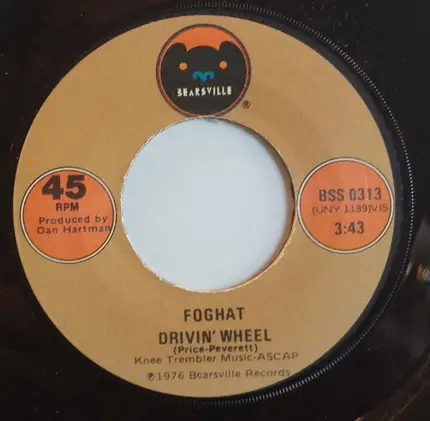 BEARSVILLE
®
45
RPM
Produced by
Dan Hartman
BSS 0313
(UNY 1189)V|S
3:43
FOGHAT
DRIVIN' WHEEL
(Price-Peverett)
Knee Trembler Music-ASCAP
℗1976 Bearsville Records